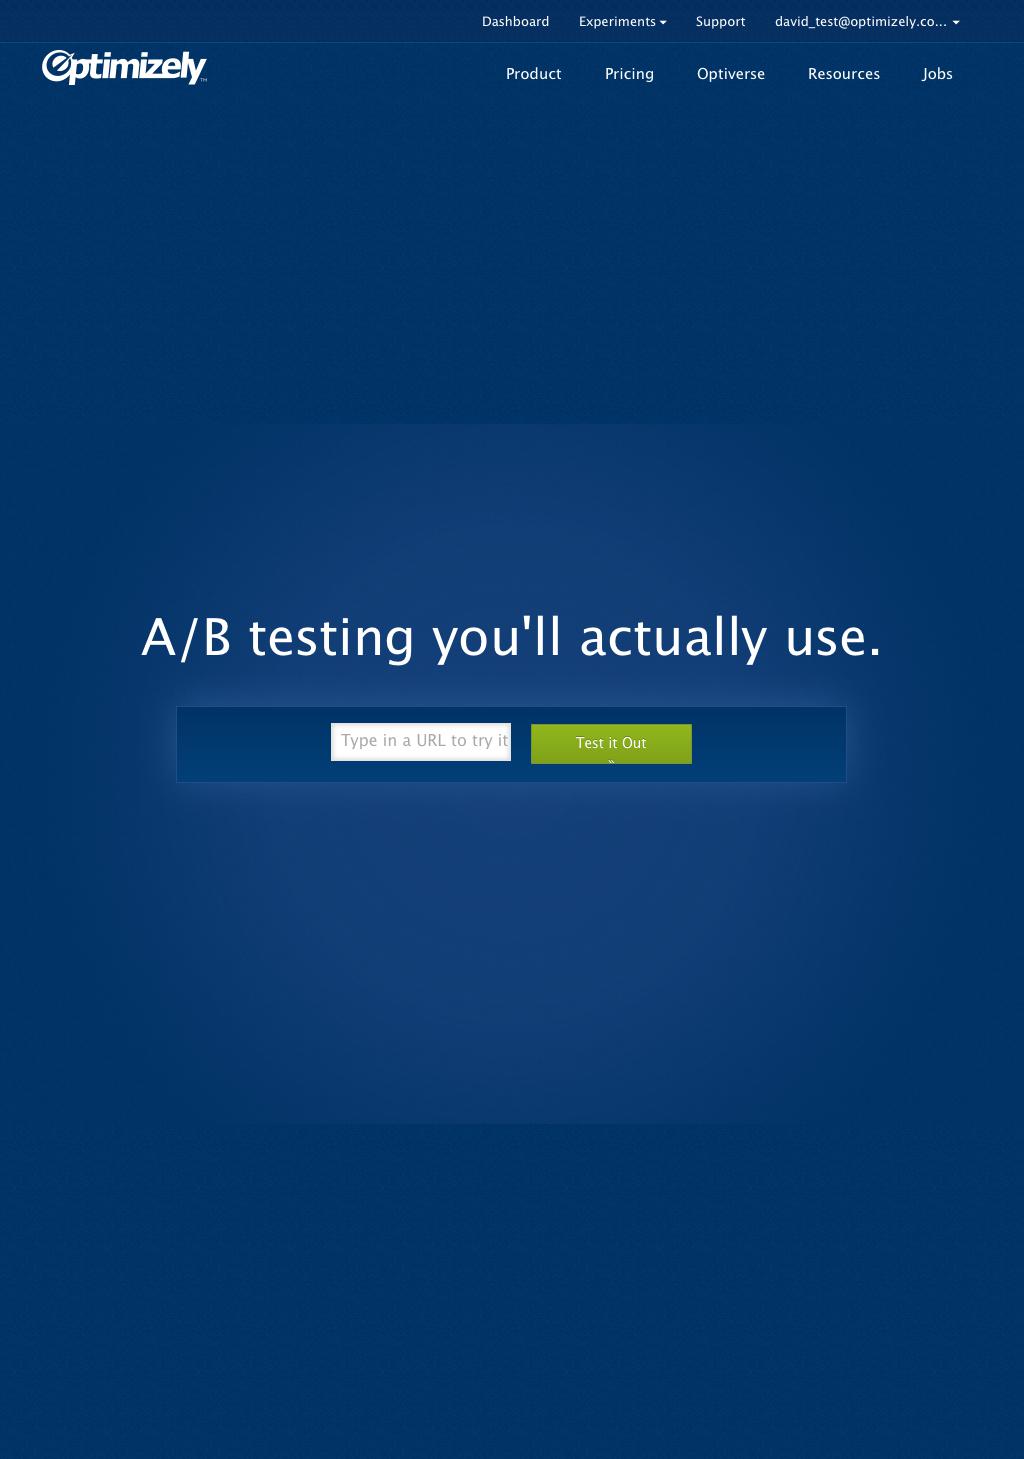 Dashboard Experiments Support david_test@optimizely.co...
Optimizely™ Product Pricing Optiverse Resources Jobs
A/B testing you'll actually use.
Type in a URL to try it Test it Out
»